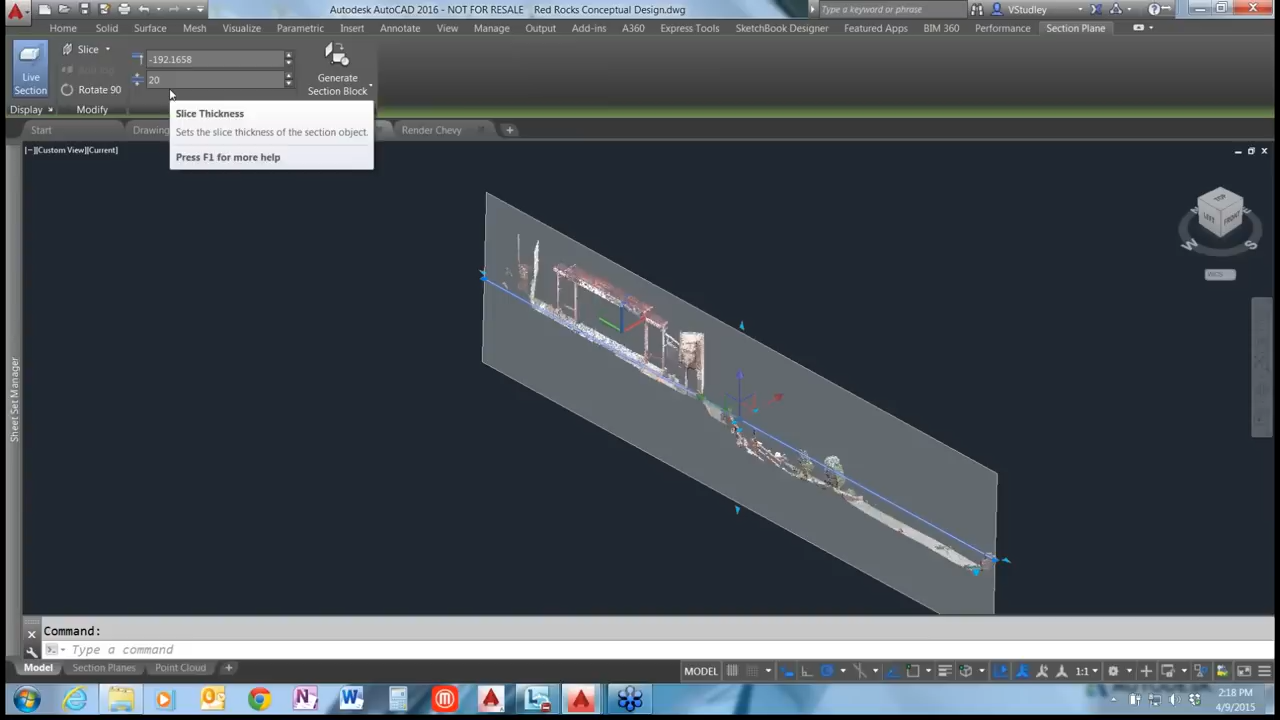 Autodesk AutoCAD 2016 - NOT FOR RESALE Red Rocks Conceptual Design.dwg
Type a keyword or phrase
VStudley
Home Solid Surface Mesh Visualize Parametric Insert Annotate View Manage Output Add-ins A360 Express Tools SketchBook Designer Featured Apps BIM 360 Performance Section Plane
Live Section
Slice
Rotate 90
-192.1658
20
Generate Section Block
Display
Modify
Slice Thickness
Sets the slice thickness of the section object.
Press F1 for more help
Start
Drawing
Render Chevy
[−][Custom View][Current]
TOP
LEFT
FRONT
W
S
WCS
Sheet Set Manager
Command:
Type a command
Model Section Planes Point Cloud
MODEL
1:1
2:18 PM
4/9/2015